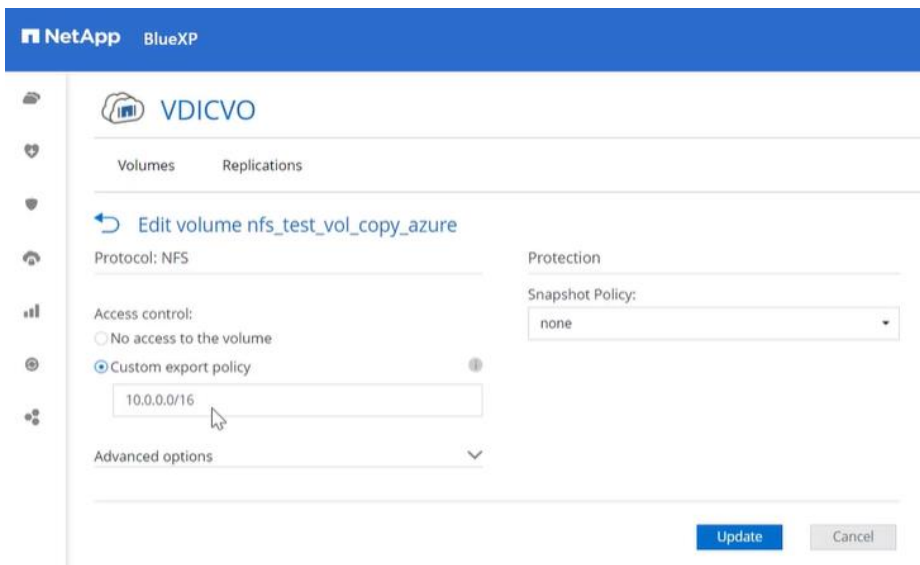 NetApp BlueXP
VDICVO
Volumes Replications
Edit volume nfs_test_vol_copy_azure
Protocol: NFS
Protection
Access control:
No access to the volume
Custom export policy
10.0.0.0/16
Advanced options
Snapshot Policy:
none
Update Cancel